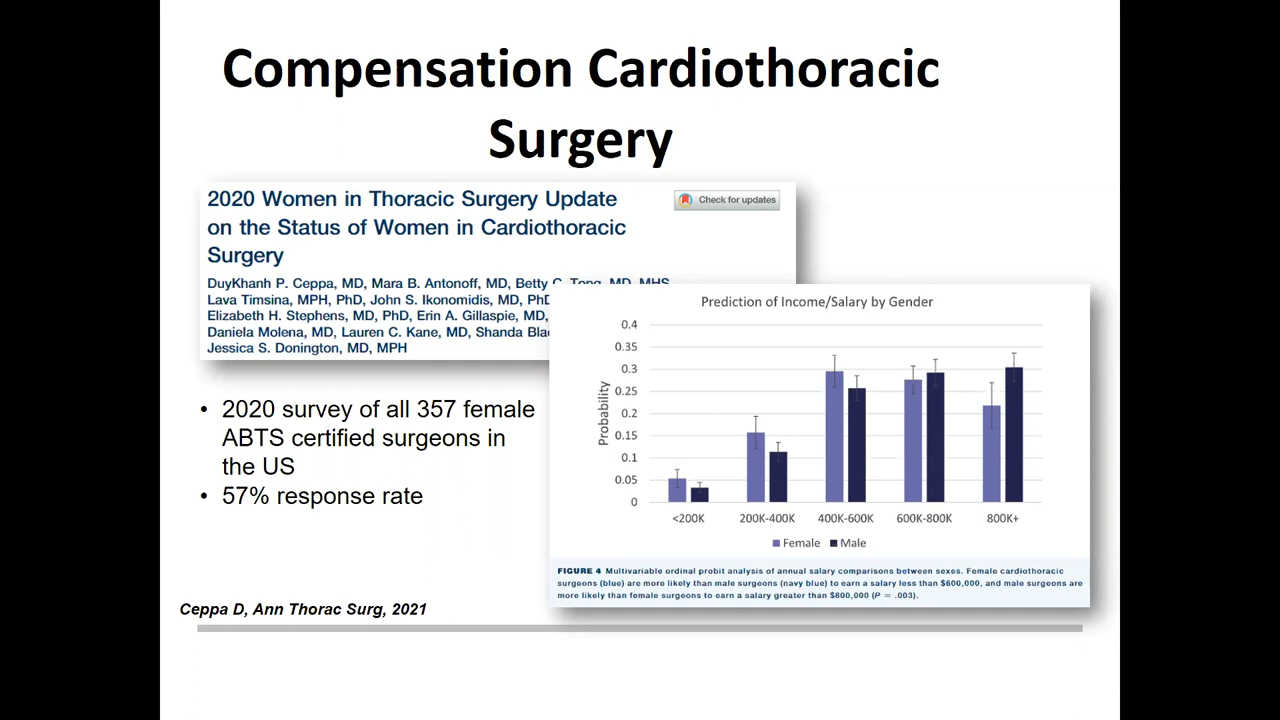 Compensation Cardiothoracic
Surgery
2020 Women in Thoracic Surgery Update
on the Status of Women in Cardiothoracic
Surgery
Check for updates
DuyKhanh P. Ceppa, MD, Mara B. Antonoff, MD, Betty C. Tong, MD, MHS
Lava Timsina, MPH, PhD, John S. Ikonomidis, MD, PhD
Elizabeth H. Stephens, MD, PhD, Erin A. Gillaspie, MD,
Daniela Molena, MD, Lauren C. Kane, MD, Shanda
Jessica S. Donington, MD, MPH
• 2020 survey of all 357 female
ABTS certified surgeons in
the US
• 57% response rate
Prediction of Income/Salary by Gender
Probability
0.4
0.35
0.3
0.25
0.2
0.15
0.1
0.05
0
<200K 200K-400K 400K-600K 600K-800K 800K+
Female Male
FIGURE 4 Multivariable ordinal probit analysis of annual salary comparisons between sexes. Female cardiothoracic
surgeons (blue) are more likely than male surgeons (navy blue) to earn a salary less than $600,000, and male surgeons are
more likely than female surgeons to earn a salary greater than $800,000 (P = .003).
Ceppa D, Ann Thorac Surg, 2021